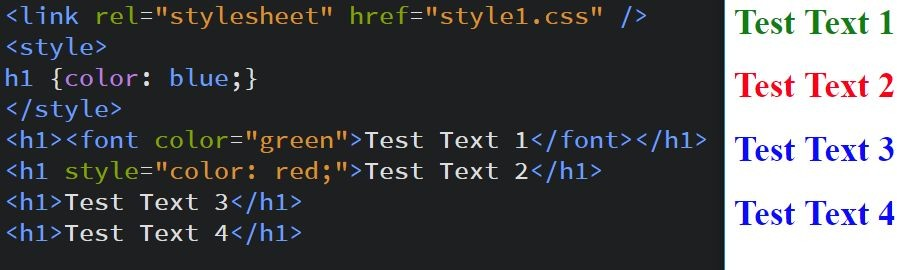 <link rel="stylesheet" href="style1.css" />
<style>
h1 {color: blue;}
</style>
<h1><font color="green">Test Text 1</font></h1>
<h1 style="color: red;">Test Text 2</h1>
<h1>Test Text 3</h1>
<h1>Test Text 4</h1>
Test Text 1
Test Text 2
Test Text 3
Test Text 4